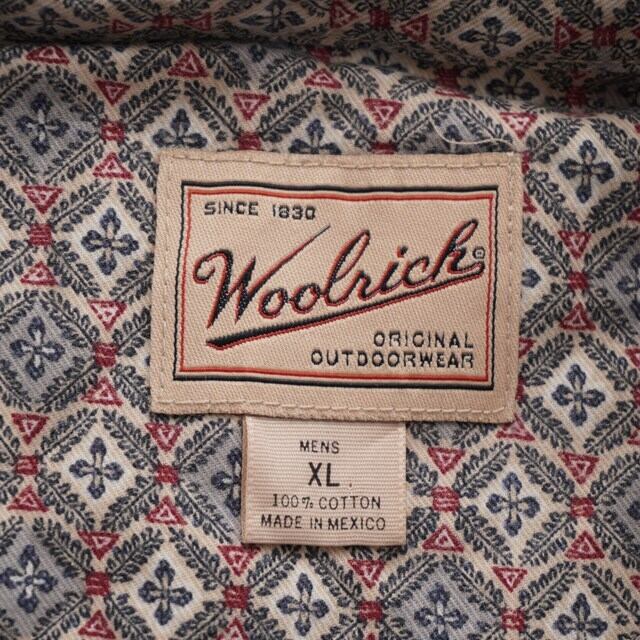 SINCE 1830
Woolrich®
ORIGINAL
OUTDOORWEAR
MENS
XL
100% COTTON
MADE IN MEXICO